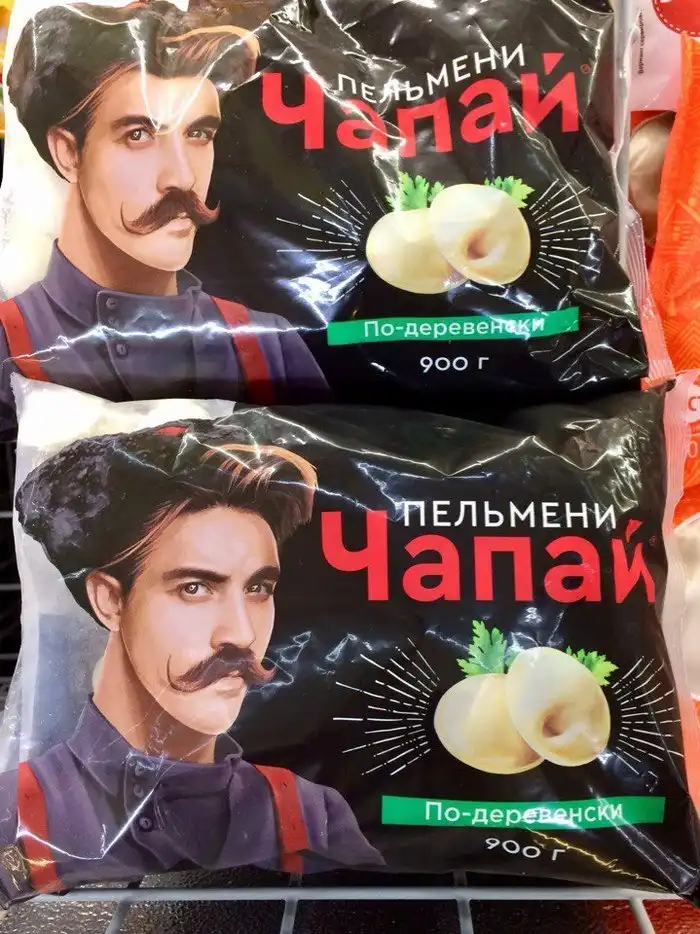 ПЕЛЬМЕНИ
Чапай
По-деревенски
900 г
ПЕЛЬМЕНИ
Чапай
По-деревенски
900 г